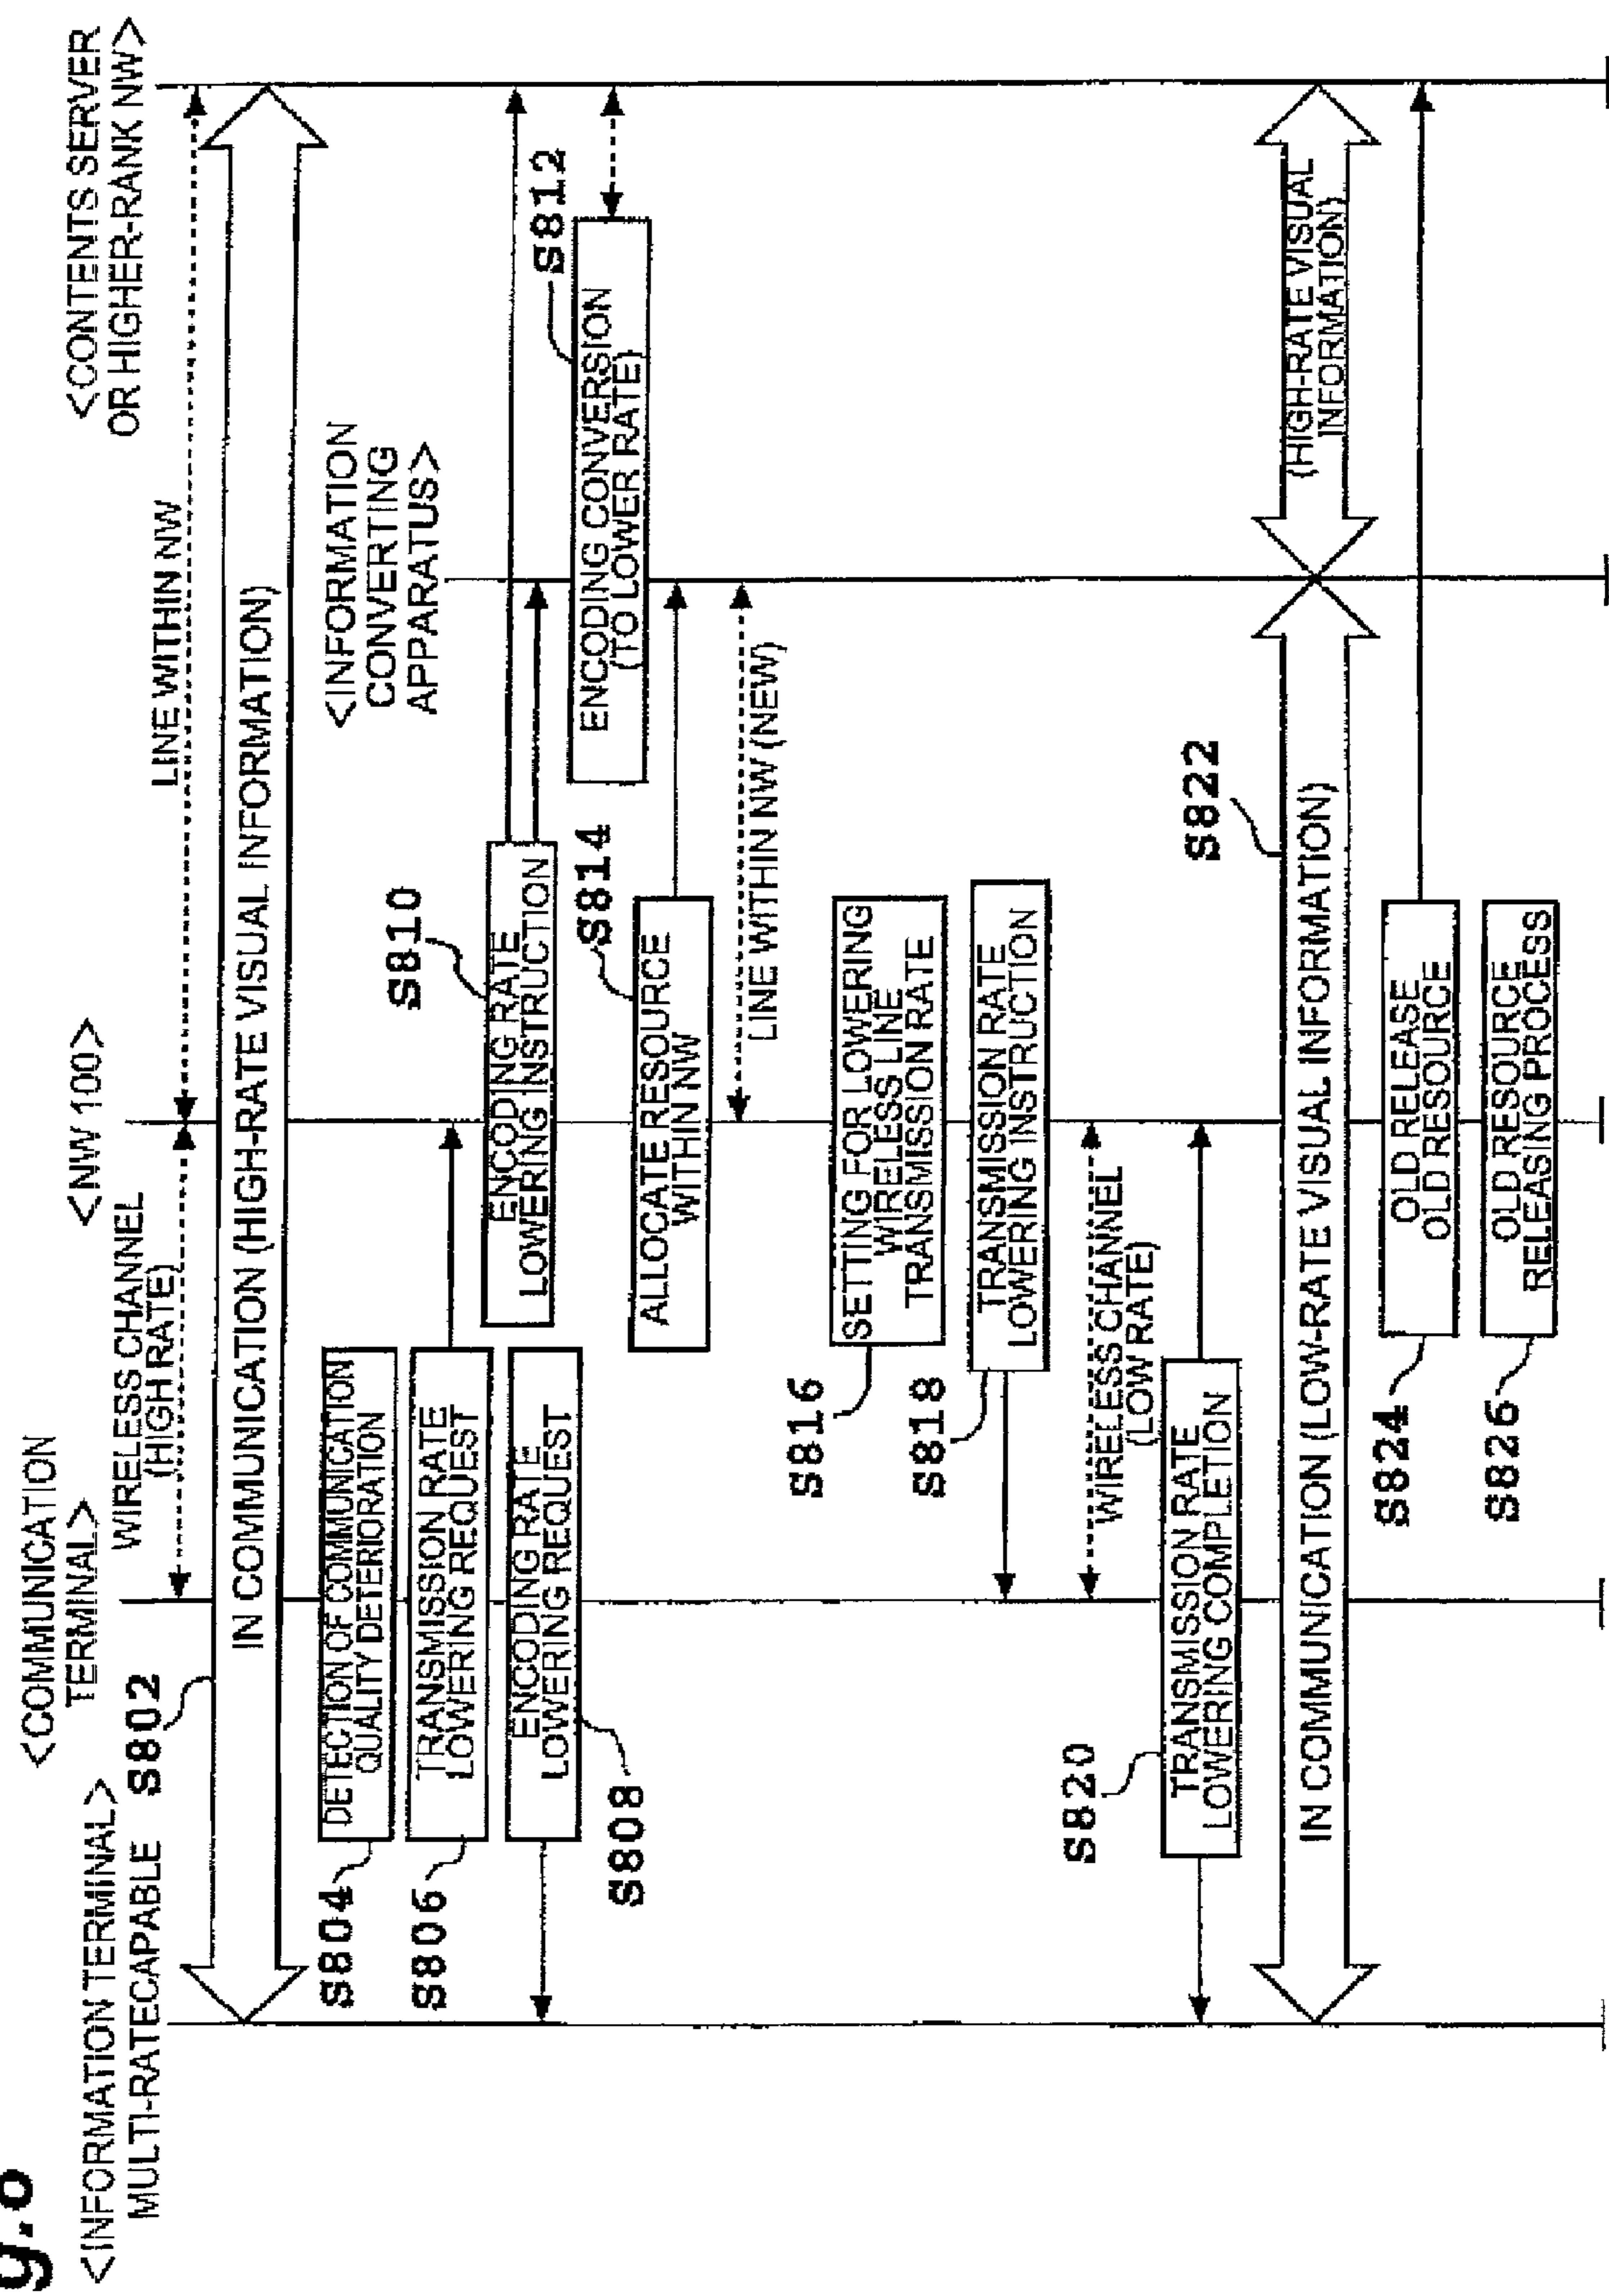 g.8
<INFORMATION TERMINAL>
MULTI-RATECAPABLE
<COMMUNICATION
TERMINAL>
<NW 100>
<CONTENTS SERVER
OR HIGHER-RANK NW>
WIRELESS CHANNEL
(HIGH RATE)
LINE WITHIN NW
S802
IN COMMUNICATION (HIGH-RATE VISUAL INFORMATION)
<INFORMATION
CONVERTING
APPARATUS>
S804
DETECTION OF COMMUNICATION
QUALITY DETERIORATION
S806
TRANSMISSION RATE
LOWERING REQUEST
S810
ENCODING RATE
LOWERING INSTRUCTION
S808
ENCODING RATE
LOWERING REQUEST
S812
ENCODING CONVERSION
(TO LOWER RATE)
S814
ALLOCATE RESOURCE
WITHIN NW
LINE WITHIN NW (NEW)
S816
SETTING FOR LOWERING
WIRELESS LINE
TRANSMISSION RATE
S818
TRANSMISSION RATE
LOWERING INSTRUCTION
WIRELESS CHANNEL
(LOW RATE)
S820
TRANSMISSION RATE
LOWERING COMPLETION
S822
IN COMMUNICATION (LOW-RATE VISUAL INFORMATION)
(HIGH-RATE VISUAL
INFORMATION)
S824
OLD RELEASE
OLD RESOURCE
S826
OLD RESOURCE
RELEASING PROCESS